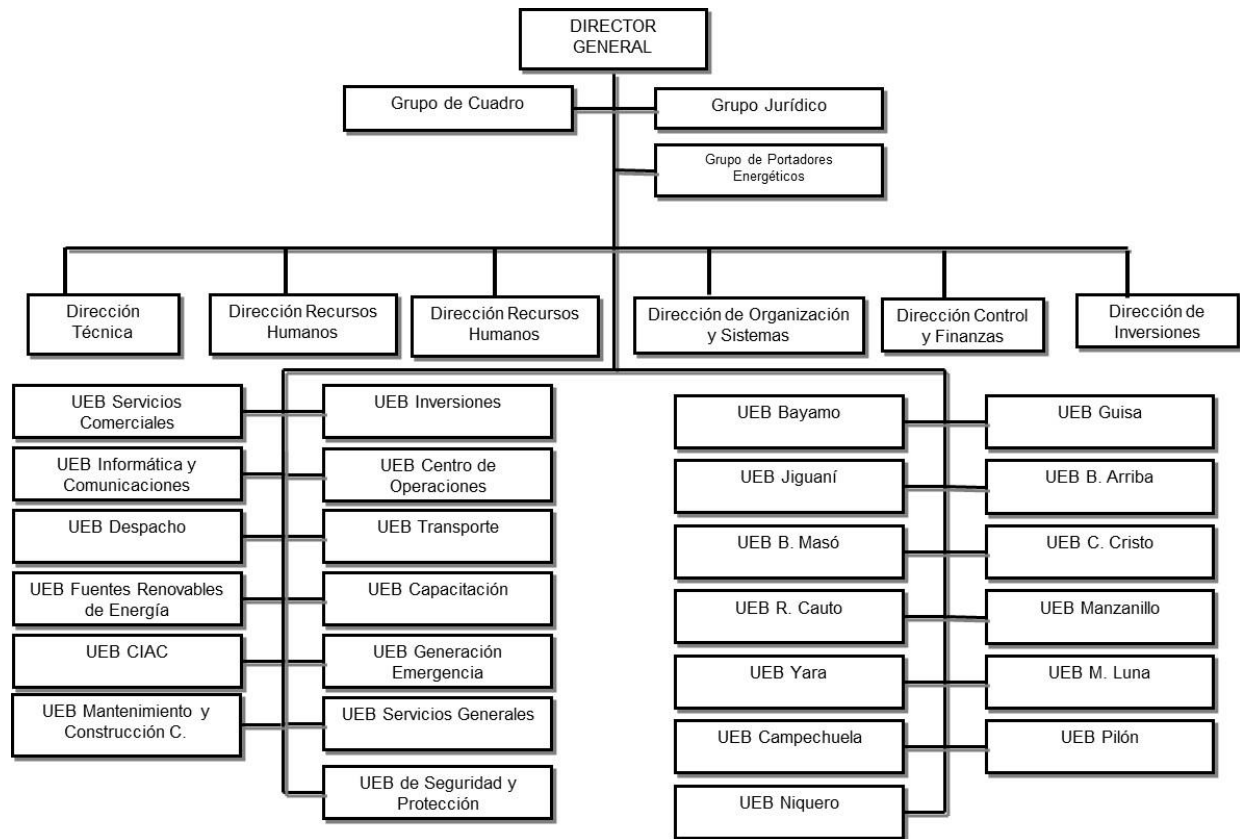 DIRECTOR
GENERAL
Grupo de Cuadro
Grupo Jurídico
Grupo de Portadores
Energéticos
Dirección
Técnica
Dirección Recursos
Humanos
Dirección Recursos
Humanos
Dirección de Organización
y Sistemas
Dirección Control
y Finanzas
Dirección de
Inversiones
UEB Servicios
Comerciales
UEB Inversiones
UEB Informática y
Comunicaciones
UEB Centro de
Operaciones
UEB Despacho
UEB Transporte
UEB Fuentes Renovables
de Energía
UEB Capacitación
UEB CIAC
UEB Generación
Emergencia
UEB Mantenimiento y
Construcción C.
UEB Servicios Generales
UEB de Seguridad y
Protección
UEB Bayamo
UEB Guisa
UEB Jiguaní
UEB B. Arriba
UEB B. Masó
UEB C. Cristo
UEB R. Cauto
UEB Manzanillo
UEB Yara
UEB M. Luna
UEB Campechuela
UEB Pilón
UEB Niquero